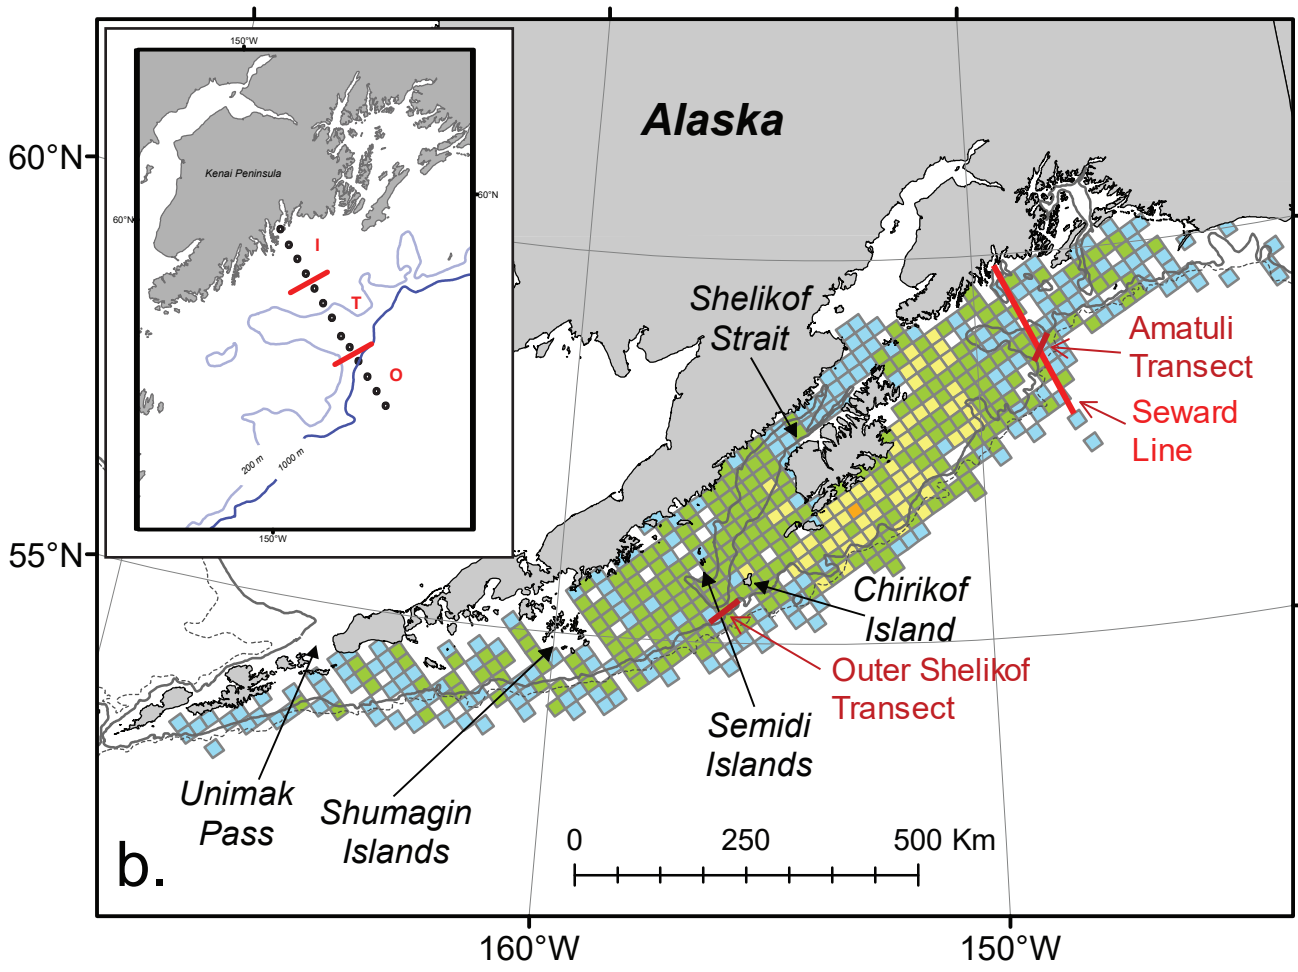 150°W
Kenai Peninsula
60°N
60°N
I
T
O
200 m
1000 m
150°W
Alaska
60°N
55°N
Shelikof
Strait
Amatuli
Transect
Seward
Line
Chirikof
Island
Outer Shelikof
Transect
Semidi
Islands
Unimak
Pass
Shumagin
Islands
0
250
500 Km
b.
160°W
150°W